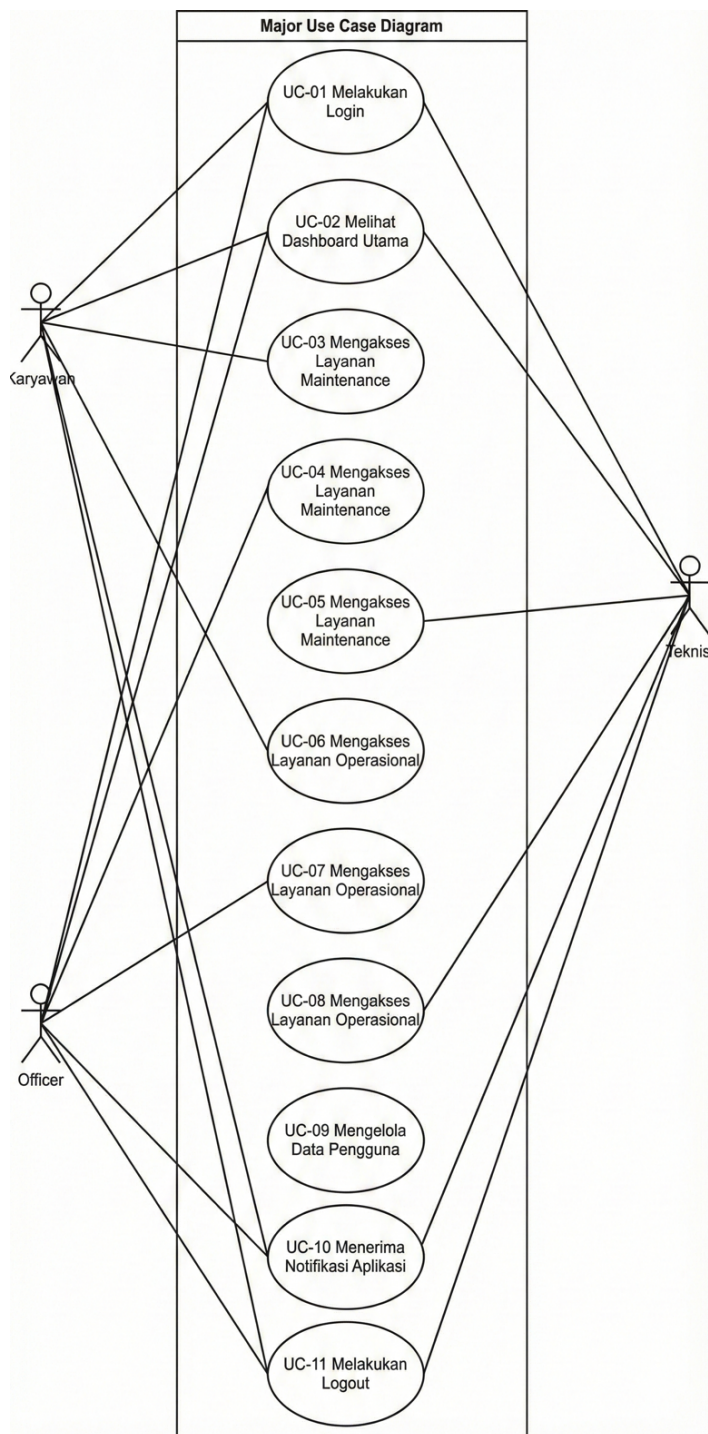 Major Use Case Diagram
UC-01 Melakukan
Login
UC-02 Melihat
Dashboard Utama
Karyawan
UC-03 Mengakses
Layanan
Maintenance
UC-04 Mengakses
Layanan
Maintenance
UC-05 Mengakses
Layanan
Maintenance
Teknis
UC-06 Mengakses
Layanan Operasional
UC-07 Mengakses
Layanan Operasional
UC-08 Mengakses
Layanan Operasional
Officer
UC-09 Mengelola
Data Pengguna
UC-10 Menerima
Notifikasi Aplikasi
UC-11 Melakukan
Logout